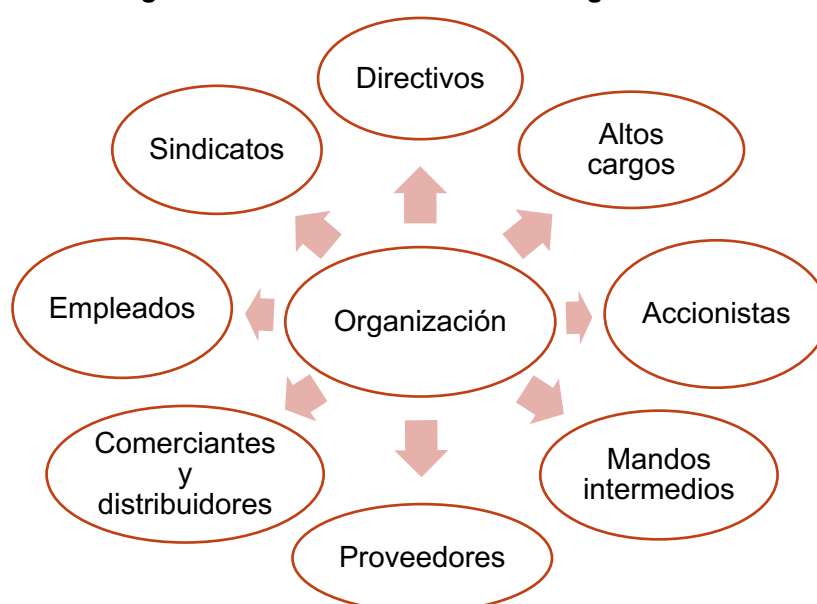 Directivos
Altos
cargos
Accionistas
Mandos
intermedios
Proveedores
Comerciantes
y
distribuidores
Empleados
Sindicatos
Organización